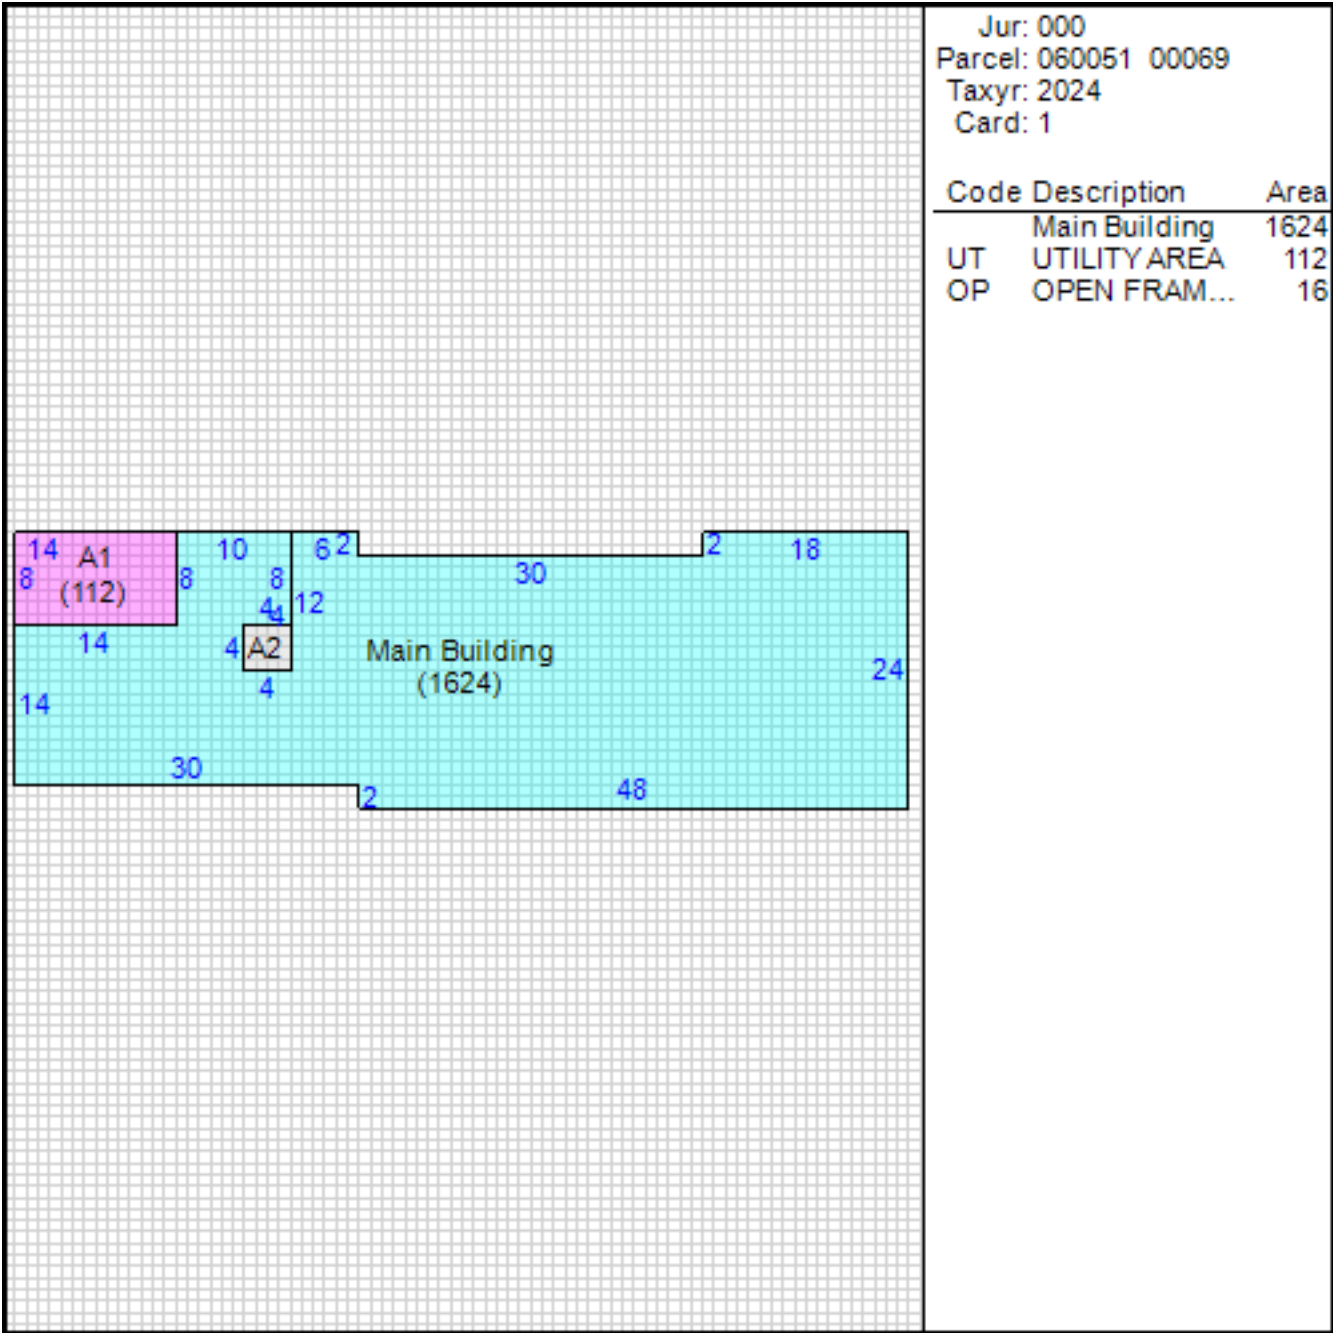 Jur: 000
Parcel: 060051 00069
Taxyr: 2024
Card: 1
Code Description Area
Main Building 1624
UT UTILITY AREA 112
OP OPEN FRAM... 16
14 A1 10 6 2 2 18
8 (112) 8 8 30
4 4 12
14 4 A2 Main Building
4 (1624) 24
14
30
2 48